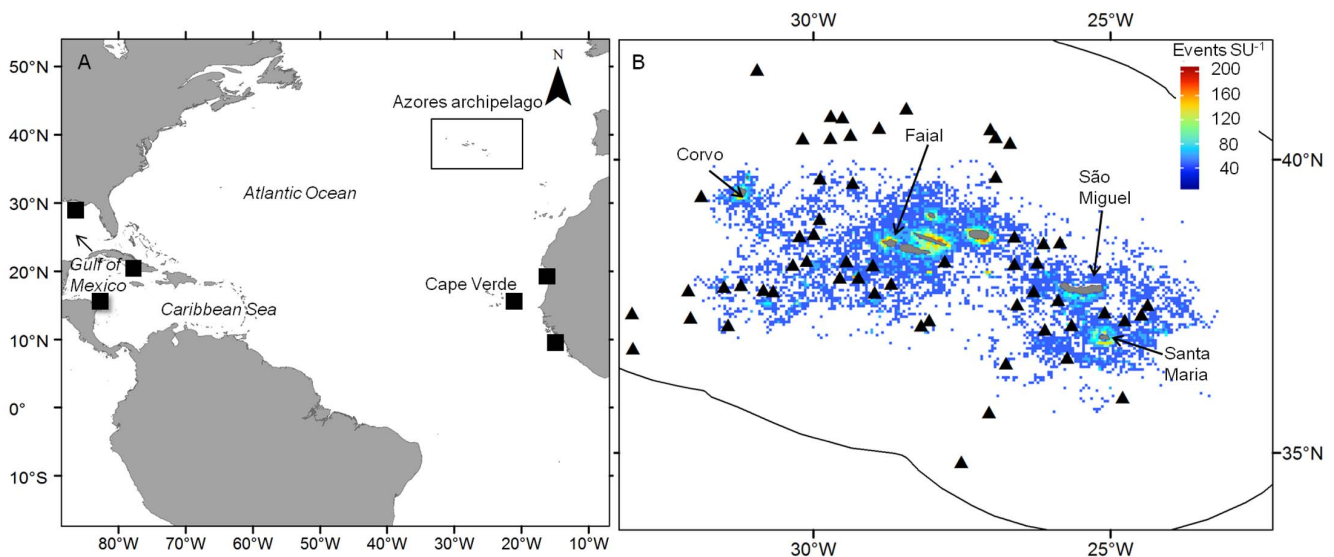 A
N
Azores archipelago
Atlantic Ocean
Gulf of
Mexico
Caribbean Sea
Cape Verde
50°N
40°N
30°N
20°N
10°N
0°
10°S
80°W
70°W
60°W
50°W
40°W
30°W
20°W
10°W
30°W
25°W
B
Events SU-1
200
160
120
80
40
Corvo
Faial
São
Miguel
Santa
Maria
40°N
35°N
30°W
25°W